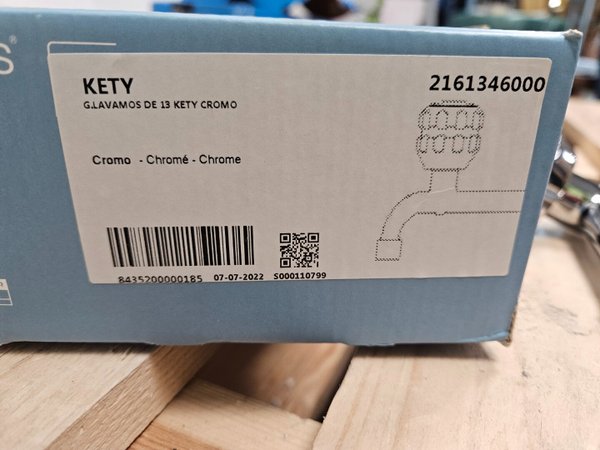 S®
KETY
2161346000
G.LAVAMOS DE 13 KETY CROMO
Cromo - Chromé - Chrome
8435200000185 07-07-2022 S000110799